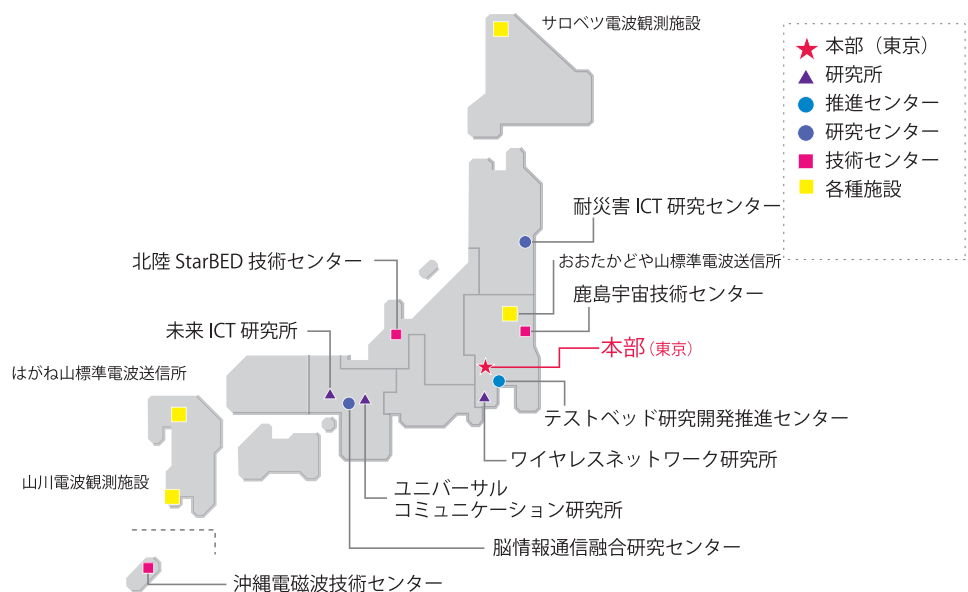 サロベツ電波観測施設
本部（東京）
研究所
推進センター
研究センター
技術センター
各種施設
耐災害 ICT 研究センター
おおたかどや山標準電波送信所
北陸 StarBED 技術センター
鹿島宇宙技術センター
未来 ICT 研究所
本部（東京）
はがね山標準電波送信所
テストベッド研究開発推進センター
ワイヤレスネットワーク研究所
山川電波観測施設
ユニバーサル
コミュニケーション研究所
脳情報通信融合研究センター
沖縄電磁波技術センター